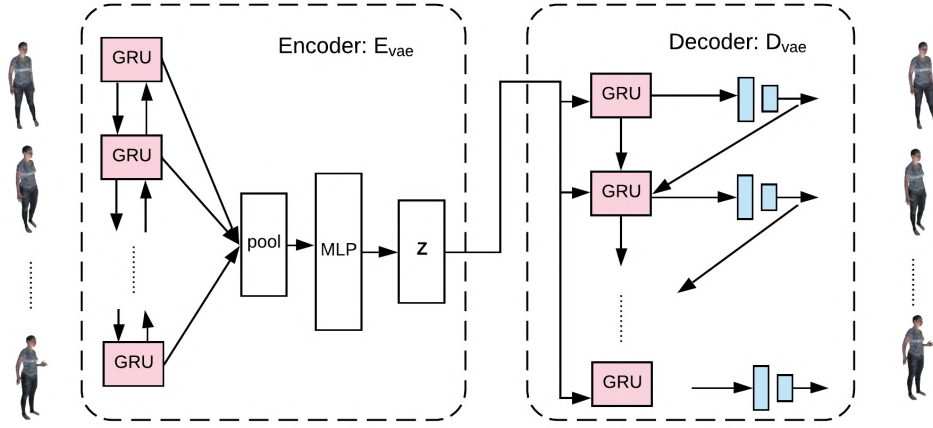 Encoder: Evae
GRU
GRU
GRU
pool
MLP
Z
Decoder: Dvae
GRU
GRU
GRU